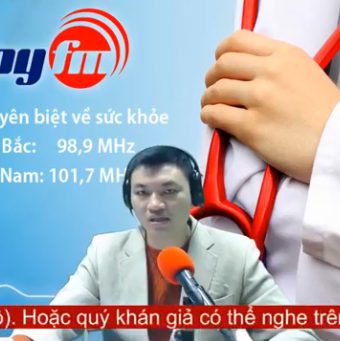 py fm
yên biệt về sức khỏe
Bắc: 98,9 MHz
Nam: 101,7 MH
ô). Hoặc quý khán giả có thể nghe trên